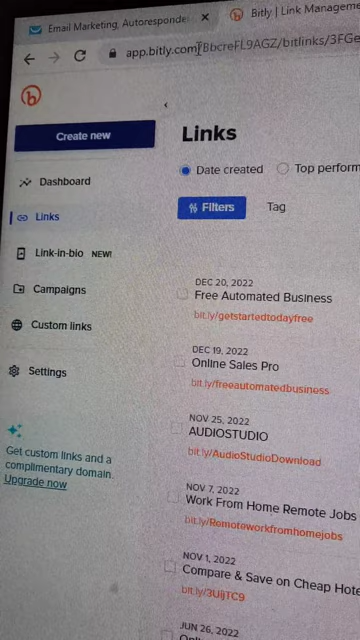 Email Marketing, Autoresponde
Bitly | Link Manageme
app.bitly.com/BbcreFL9AGZ/bitlinks/3FGe
b
Create new
Links
Dashboard
Date created
Top perform
Links
Filters
Tag
Link-in-bio NEW!
Campaigns
DEC 20, 2022
Free Automated Business
bit.ly/getstartedtodayfree
Custom links
DEC 19, 2022
Online Sales Pro
bit.ly/freeautomatedbusiness
Settings
NOV 25, 2022
AUDIOSTUDIO
bit.ly/AudioStudioDownload
Get custom links and a
complimentary domain.
Upgrade now
NOV 7, 2022
Work From Home Remote Jobs
bit.ly/Remoteworkfromhomejobs
NOV 1, 2022
Compare & Save on Cheap Hote
bit.ly/3UijTC9
JUN 26, 2022